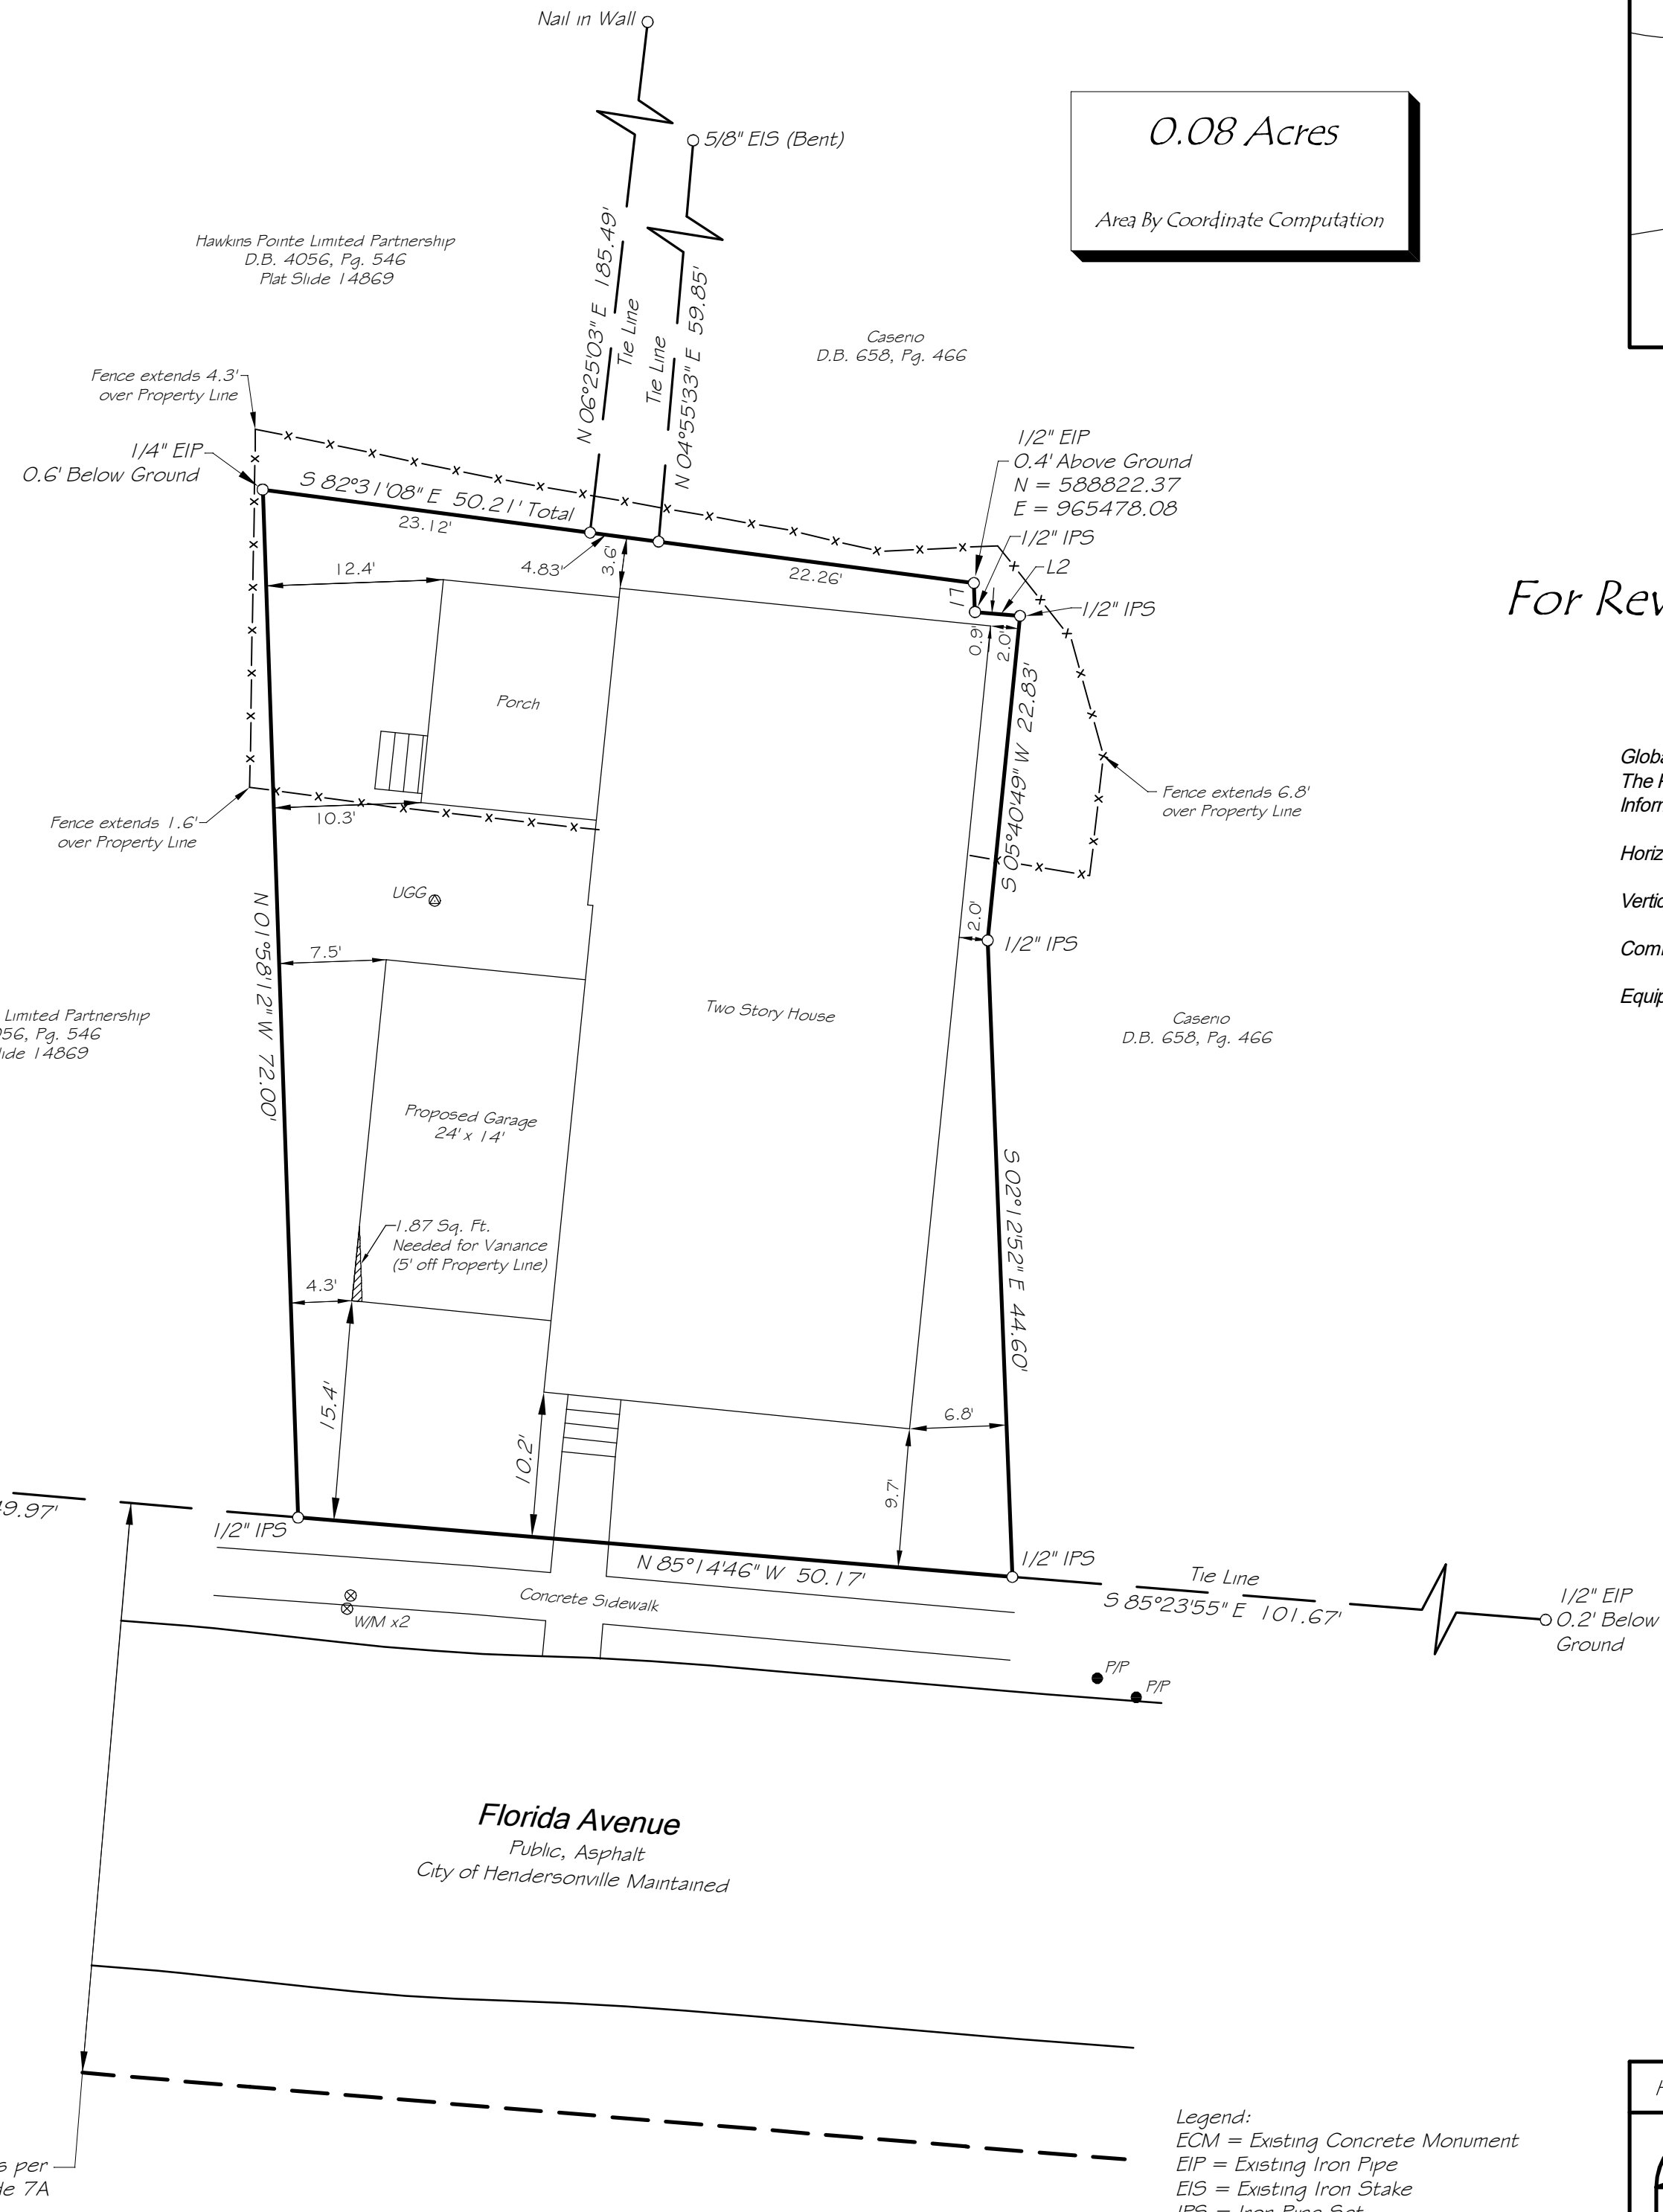 Nail in Wall
5/8" EIS (Bent)
0.08 Acres
Area By Coordinate Computation
Hawkins Pointe Limited Partnership
D.B. 4056, Pg. 546
Plat Slide 14869
N 06°25'03" E 185.49'
Tie Line
Tie Line
N 04°55'33" E 59.85'
Caserio
D.B. 658, Pg. 466
Fence extends 4.3'
over Property Line
1/4" EIP
0.6' Below Ground
S 82°31'08" E 50.21' Total
23.12'
4.83'
3.6'
22.26'
1/2" EIP
0.4' Above Ground
N = 588822.37
E = 965478.08
1/2" IPS
L2
L1
1/2" IPS
0.9'
2.0'
12.4'
Porch
S 05°40'49" W 22.83'
Fence extends 6.8'
over Property Line
Fence extends 1.6'
over Property Line
10.3'
UGG
2.0'
1/2" IPS
7.5'
N 01°58'12" W 72.00'
Two Story House
Limited Partnership
56, Pg. 546
ide 14869
Caserio
D.B. 658, Pg. 466
Proposed Garage
24' x 14'
1.87 Sq. Ft.
Needed for Variance
(5' off Property Line)
S 02°12'52" E 44.60'
4.3'
15.4'
10.2'
6.8'
9.7'
9.97'
1/2" IPS
N 85°14'46" W 50.17'
1/2" IPS
Tie Line
S 85°23'55" E 101.67'
1/2" EIP
0.2' Below
Ground
Concrete Sidewalk
W/M x2
P/P
P/P
Florida Avenue
Public, Asphalt
City of Hendersonville Maintained
s per
de 7A
For Rev
Globa
The
Infor
Horiz
Vertic
Com
Equip
Legend:
ECM = Existing Concrete Monument
EIP = Existing Iron Pipe
EIS = Existing Iron Stake